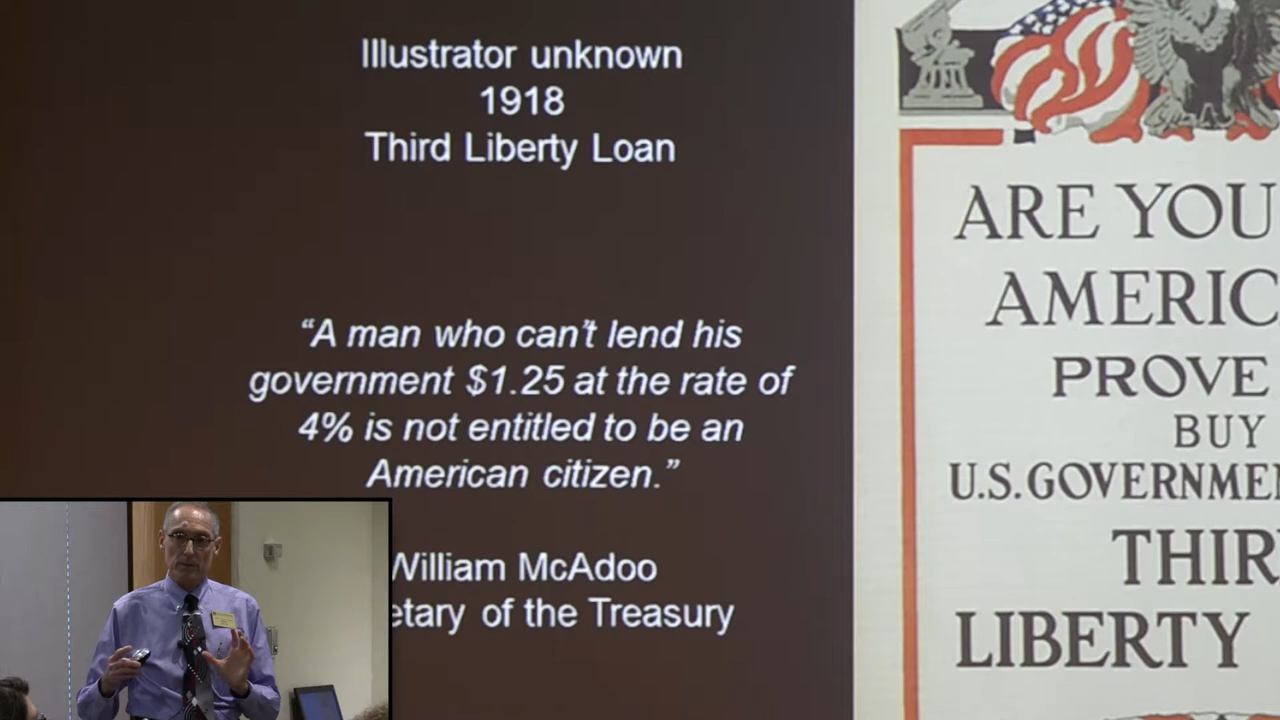 Illustrator unknown
1918
Third Liberty Loan
“A man who can’t lend his
government $1.25 at the rate of
4% is not entitled to be an
American citizen.”
William McAdoo
etary of the Treasury
ARE YOU
AMERIC
PROVE
BUY
U.S. GOVERNME
THIR
LIBERTY